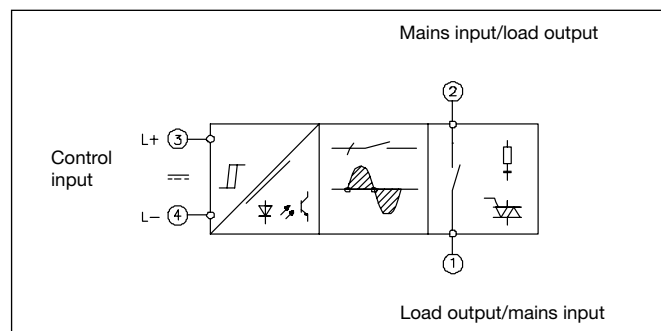 Mains input/load output
2
L+ 3
Control
input
L− 4
1
Load output/mains input